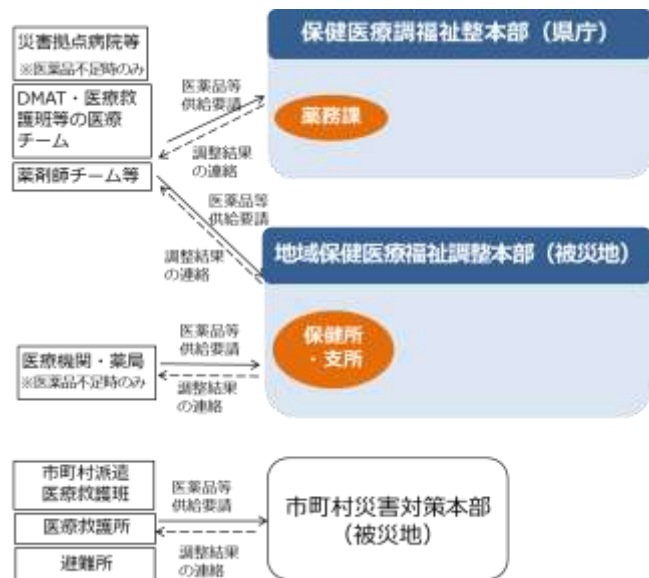 災害拠点病院等
※医薬品不足時のみ
DMAT・医療救
護班等の医療
チーム
薬剤師チーム等
医薬品等
供給要請
調整結果
の連絡
保健医療調福祉整本部（県庁）
薬務課
医薬品等
供給要請
調整結果
の連絡
地域保健医療福祉調整本部（被災地）
保健所
・支所
医療機関・薬局
※医薬品不足時のみ
医薬品等
供給要請
調整結果
の連絡
市町村派遣
医療救護班
医療救護所
避難所
医薬品等
供給要請
調整結果
の連絡
市町村災害対策本部
（被災地）